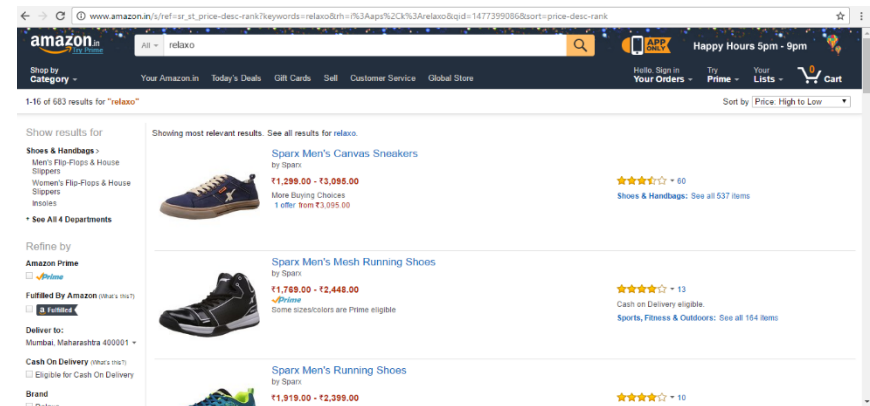 www.amazon.in/s/ref=sr_st_price-desc-rank?keywords=relaxo&rh=i%3Aaps%2Ck%3Arelaxo&qid=1477399086&sort=price-desc-rank
amazon.in
Try Prime
All
relaxo
APP ONLY
Happy Hours 5pm - 9pm
Shop by
Category
Your Amazon.in Today's Deals Gift Cards Sell Customer Service Global Store
Hello. Sign in
Your Orders
Try
Prime
Your
Lists
0
Cart
1-16 of 683 results for "relaxo"
Sort by Price: High to Low
Show results for
Shoes & Handbags
Men's Flip-Flops & House
Slippers
Women's Flip-Flops & House
Slippers
Insoles
See All 4 Departments
Refine by
Amazon Prime
Prime
Fulfilled By Amazon (What's this?)
Fulfilled
Deliver to:
Mumbai, Maharashtra 400001
Cash On Delivery (What's this?)
Eligible for Cash On Delivery
Brand
Showing most relevant results. See all results for relaxo.
Sparx Men's Canvas Sneakers
by Sparx
₹1,299.00 - ₹3,095.00
More Buying Choices
1 offer from ₹3,095.00
60
Shoes & Handbags: See all 537 items
Sparx Men's Mesh Running Shoes
by Sparx
₹1,769.00 - ₹2,448.00
Prime
Some sizes/colors are Prime eligible
13
Cash on Delivery eligible.
Sports, Fitness & Outdoors: See all 164 items
Sparx Men's Running Shoes
by Sparx
₹1,919.00 - ₹2,399.00
10